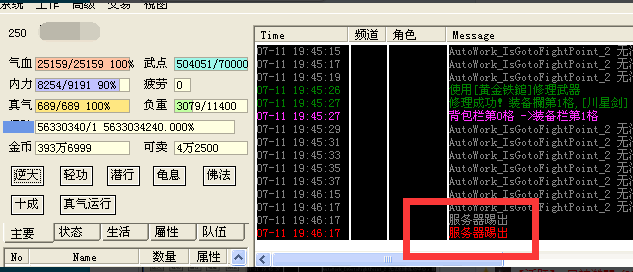 系统 工作 高级 交易 视图
250
气血 25159/25159 100% 武点 504051/70000
内力 8254/9191 90% 疲劳 0
真气 689/689 100% 负重 3079/11400
56330340/1 5633034240.000%
金币 393万6999 可卖 4万2500
逆天 轻功 潜行 龟息 佛法
十成 真气运行
主要 状态 生活 属性 队伍
No Name 数量 属性
Time 频道 角色 Message
07-11 19:45:15 AutoWork_IsGotoFightPoint_2 无
07-11 19:45:17 AutoWork_IsGotoFightPoint_2 无
07-11 19:45:19 AutoWork_IsGotoFightPoint_2 无
07-11 19:45:26 使用[黄金铁鎚]修理武器
07-11 19:45:27 修理成功! 装备欄第1格, [川星剑]
07-11 19:45:27 背包栏第0格 ->装备栏第1格
07-11 19:45:29 AutoWork_IsGotoFightPoint_2 无
07-11 19:45:31 AutoWork_IsGotoFightPoint_2 无
07-11 19:45:33 AutoWork_IsGotoFightPoint_2 无
07-11 19:45:35 AutoWork_IsGotoFightPoint_2 无
07-11 19:45:37 AutoWork_IsGotoFightPoint_2 无
07-11 19:46:15 AutoWork_IsGotoFightPoint_2 无
07-11 19:46:17 AutoWork_IsGotoFightPoint_2 无
07-11 19:46:17 服务器踢出
07-11 19:46:17 服务器踢出